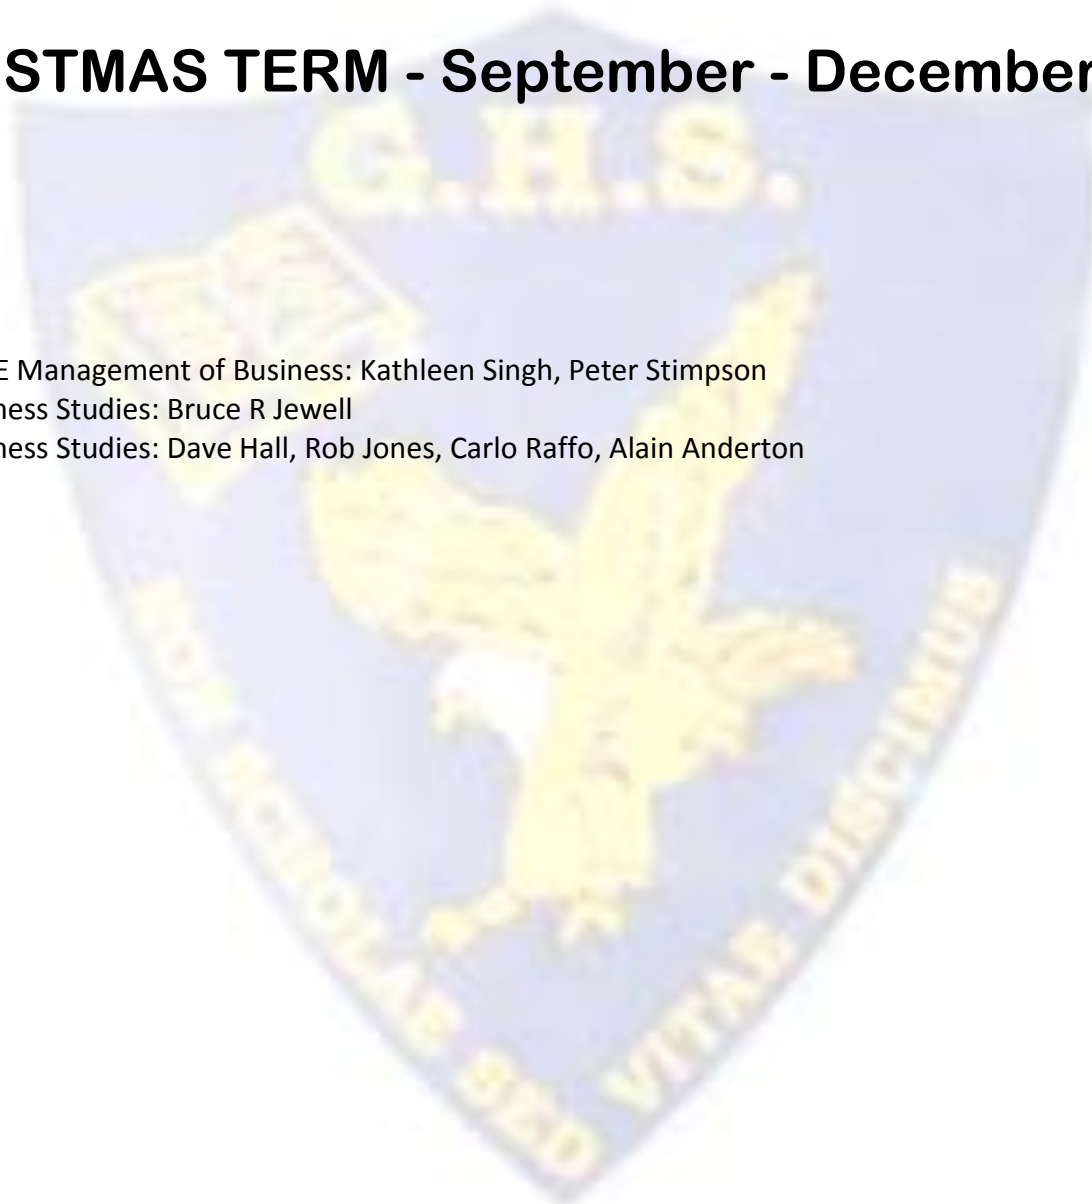 STMAS TERM - September - December
G.H.S.
E Management of Business: Kathleen Singh, Peter Stimpson
ness Studies: Bruce R Jewell
ness Studies: Dave Hall, Rob Jones, Carlo Raffo, Alain Anderton
NON SCHOLAE SED VITAE DISCIMUS